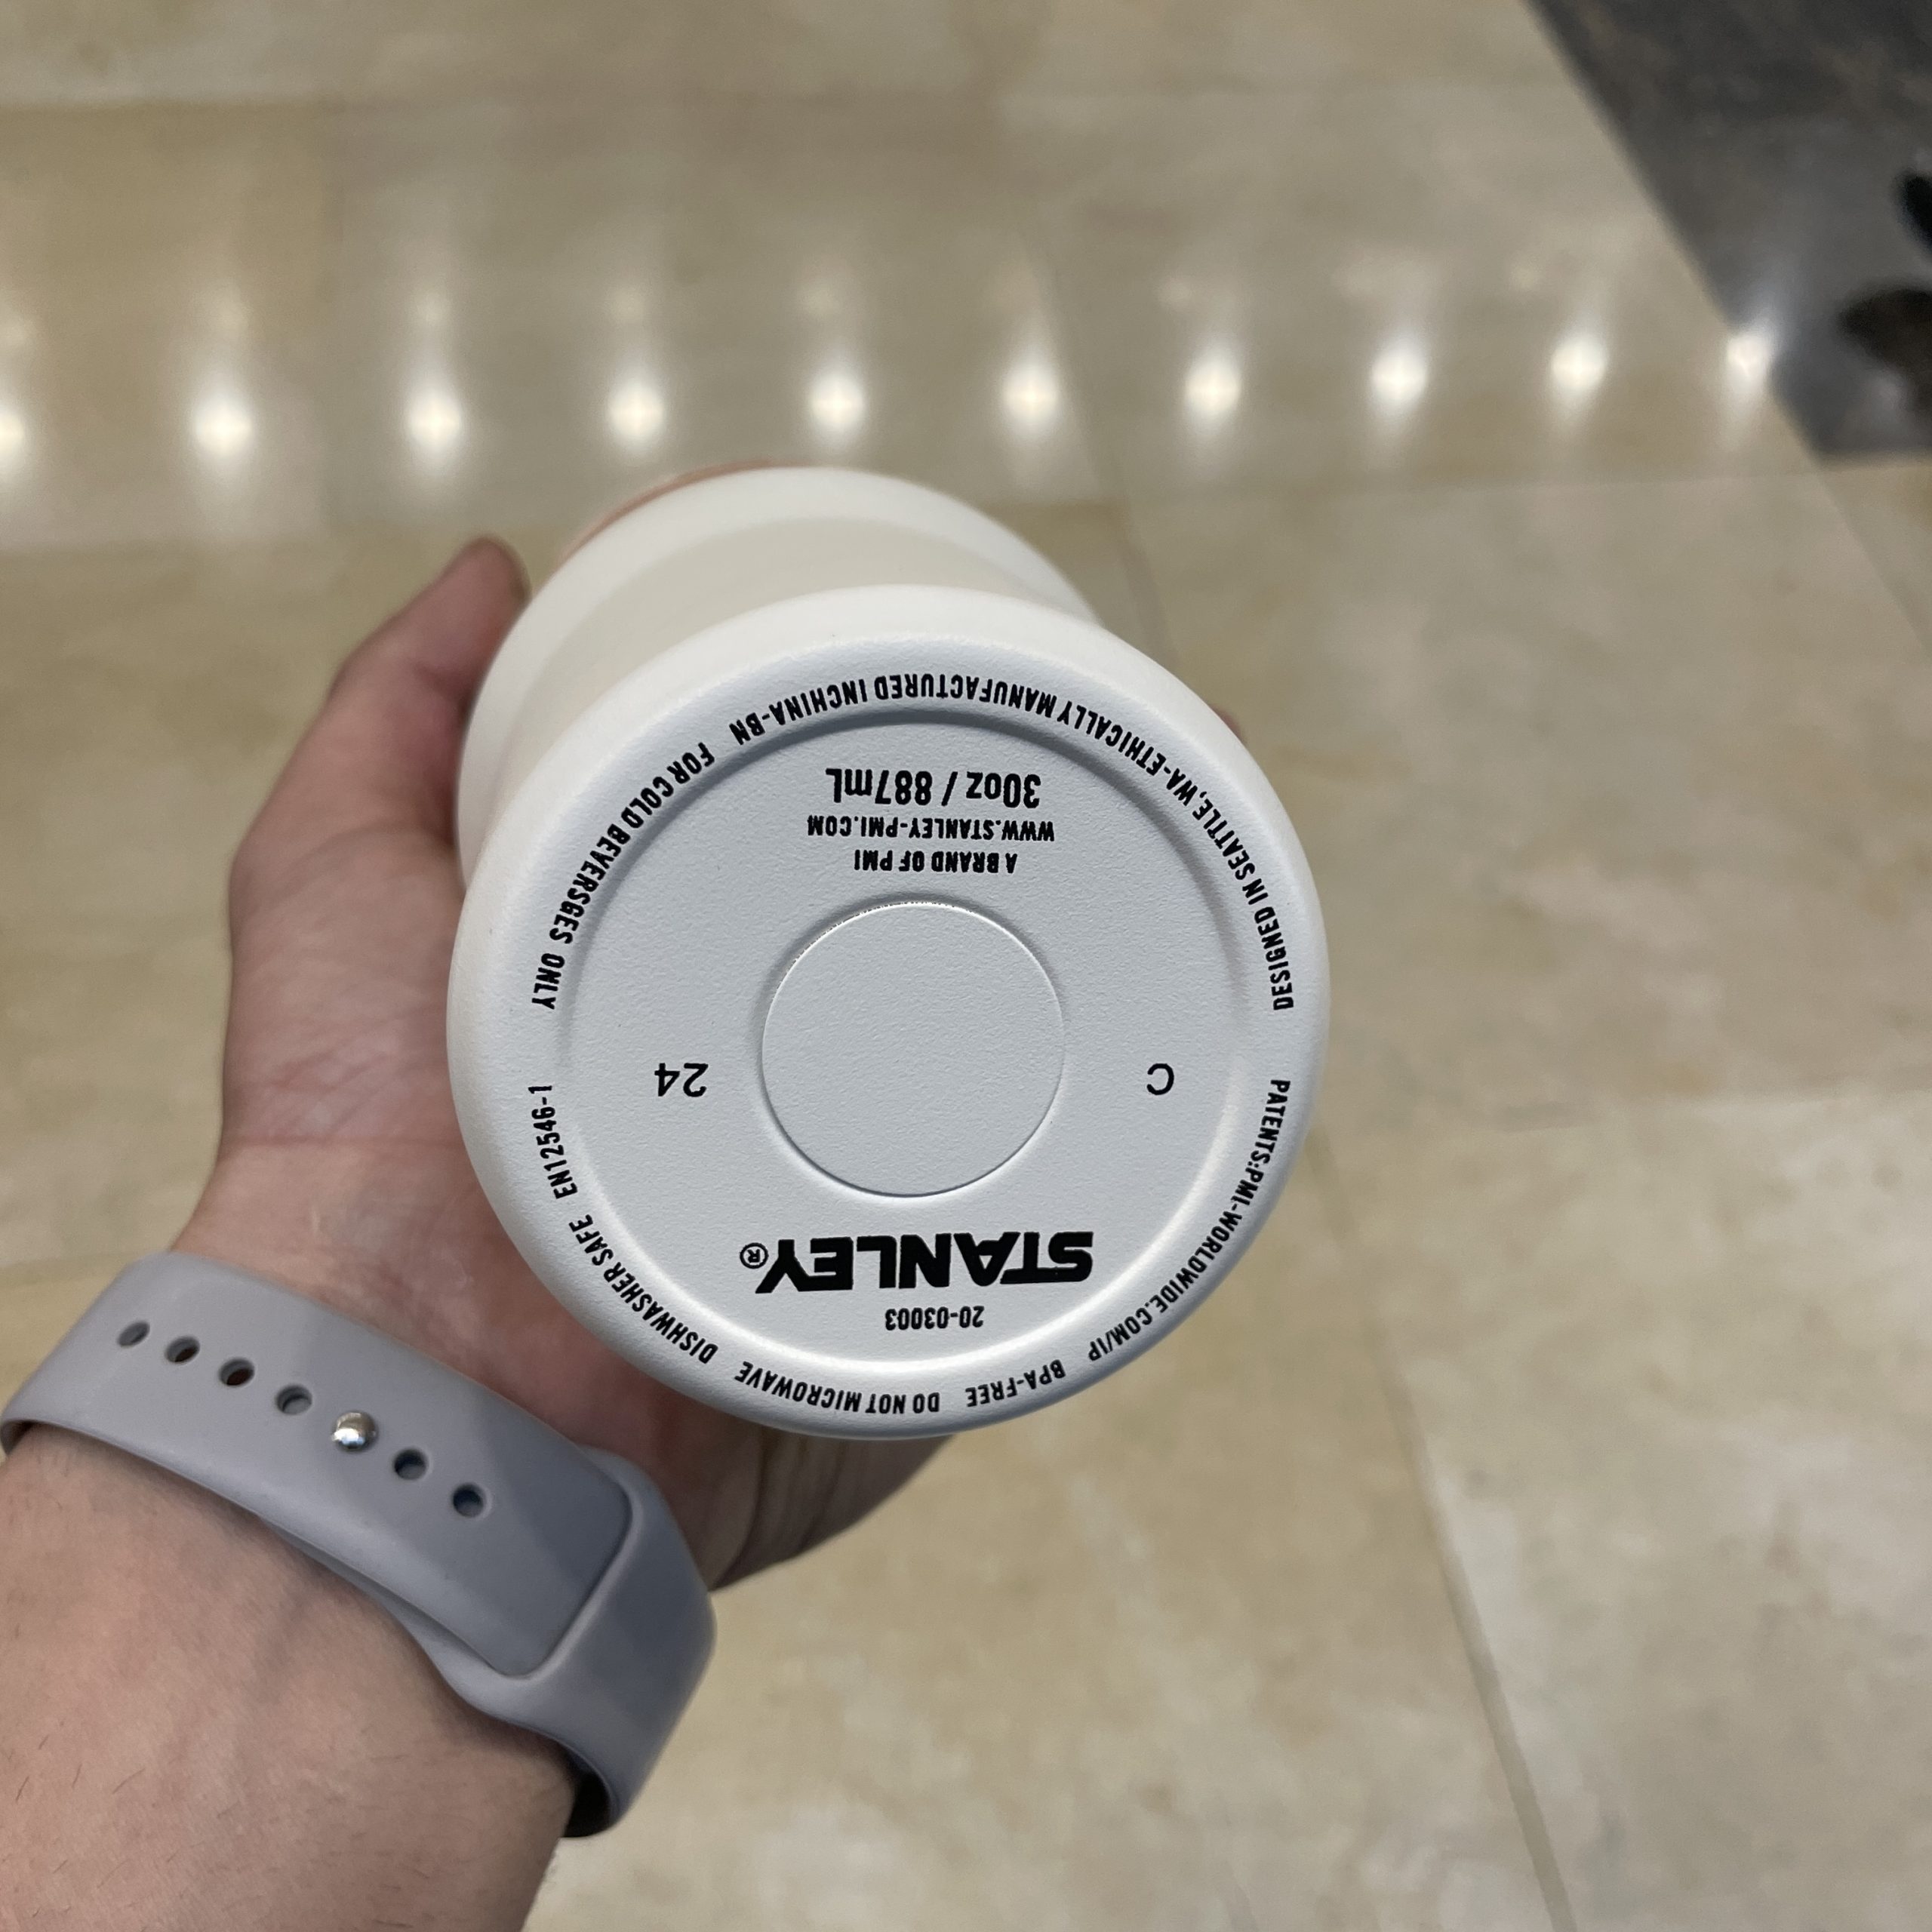 20-03003
STANLEY®
C
24
A BRAND OF PMI
WWW.STANLEY-PMI.COM
30oz / 887mL
PATENTS:PMI-WORLDWIDE.COM/IP BPA-FREE DO NOT MICROWAVE DISHWASHER SAFE EN12546-1
DESIGNED IN SEATTLE,WA-ETHICALLY MANUFACTURED INCHINA-BN FOR COLD BEVERSGES ONLY